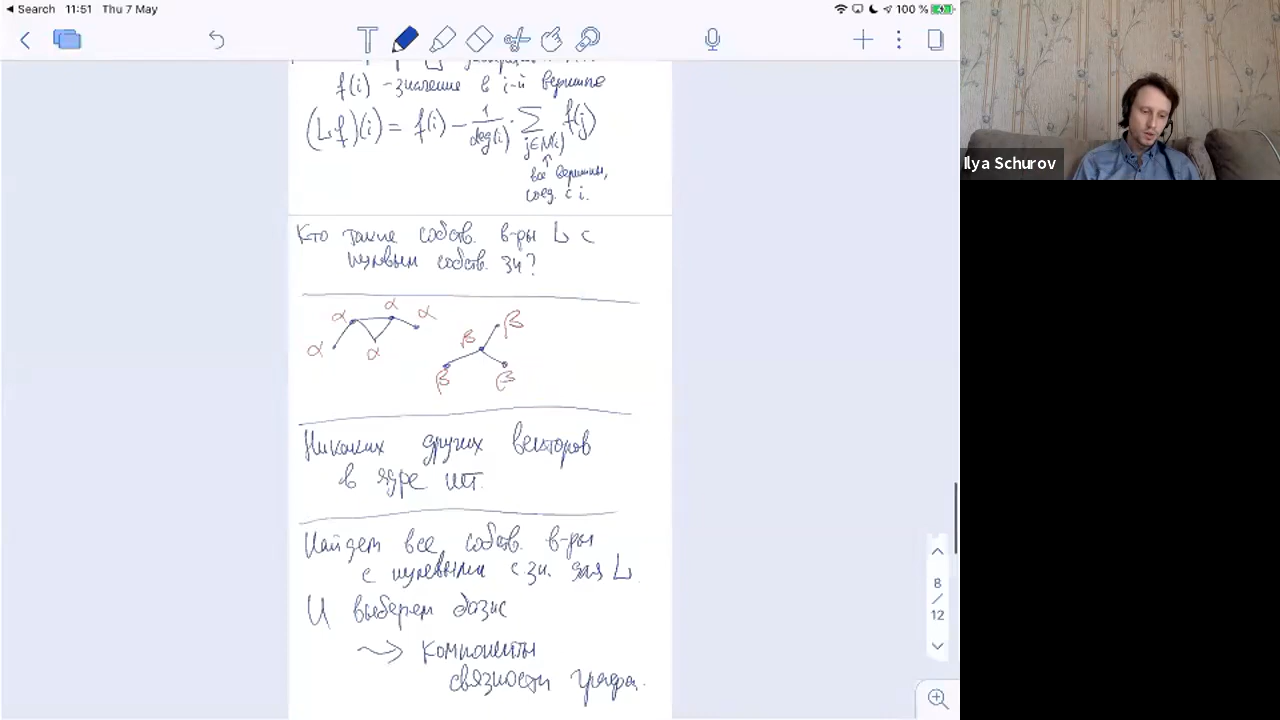 Search 11:51 Thu 7 May 100 %
f(i) - значение в i-й вершине
(Lf)(i) = f(i) - 1/deg(i) · ∑ j∈N(i) f(j)
все вершины,
соед. с i.
Кто такие собств. в-ры L с
нулевым собств. зн?
α α α
β
β
α α
β β
Никаких других векторов
в ядре нет.
Найдем все собств. в-ры
с нулевыми с.зн. для L
И выберем базис
⇝ компоненты
связности графа.
8
/
12
Ilya Schurov